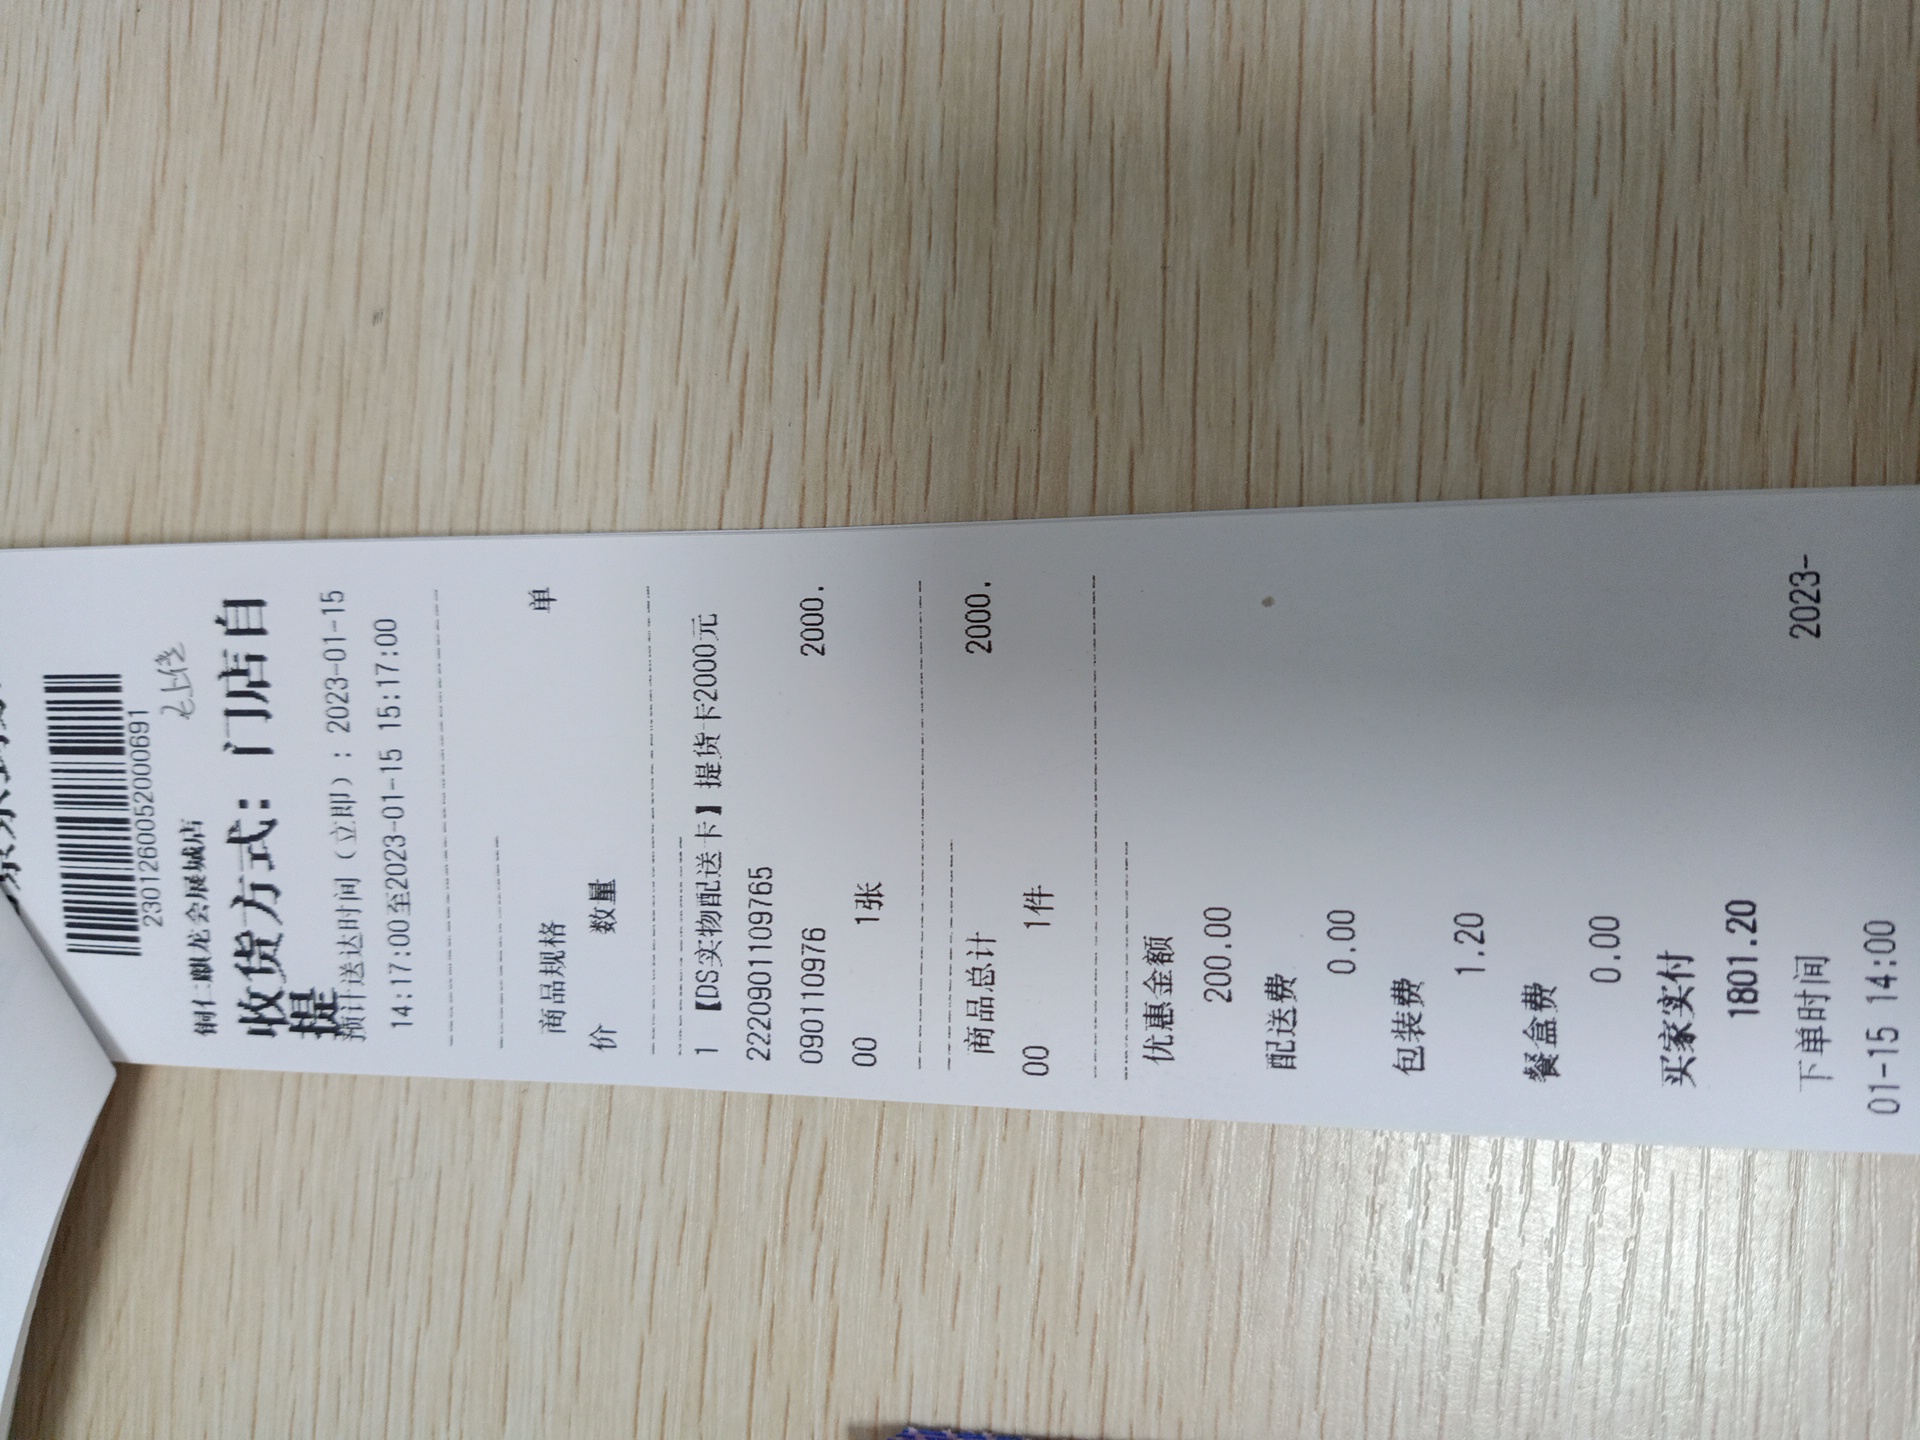 2301260052000691
已上传
铜仁麒龙会展城店
收货方式：门店自
提
预计送达时间（立即）：2023-01-15
14:17:00至2023-01-15 15:17:00
商品规格 单
价 数量
1 【DS实物配送卡】提货卡2000元
2220901109765
090110976 2000.
00 1张
商品总计 2000.
00 1件
优惠金额
200.00
配送费
0.00
包装费
1.20
餐盒费
0.00
买家实付
1801.20
下单时间 2023-
01-15 14:00